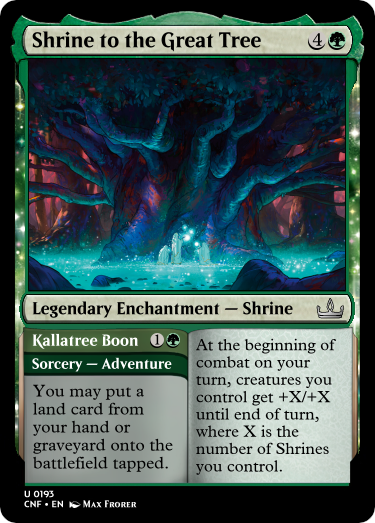 Shrine to the Great Tree 4
Legendary Enchantment — Shrine
Kallatree Boon 1
Sorcery — Adventure
You may put a
land card from
your hand or
graveyard onto the
battlefield tapped.
At the beginning of
combat on your
turn, creatures you
control get +X/+X
until end of turn,
where X is the
number of Shrines
you control.
U 0193
CNF • EN Max Frorer